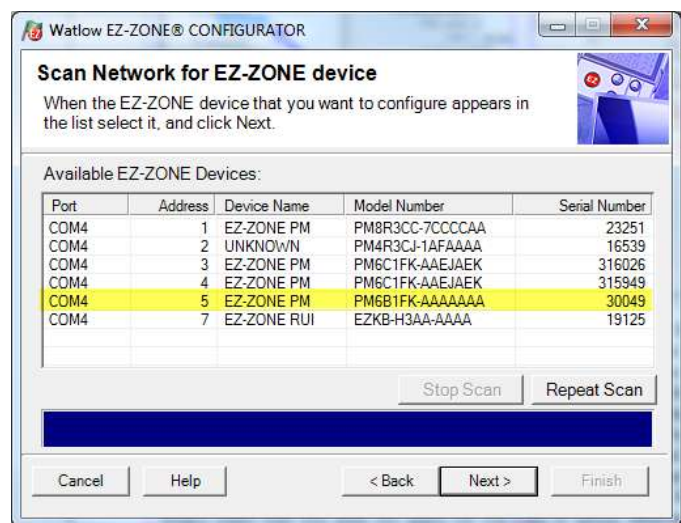 Watlow EZ-ZONE® CONFIGURATOR
Scan Network for EZ-ZONE device
When the EZ-ZONE device that you want to configure appears in
the list select it, and click Next.
Available EZ-ZONE Devices:
Port Address Device Name Model Number Serial Number
COM4 1 EZ-ZONE PM PM8R3CC-7CCCCAA 23251
COM4 2 UNKNOWN PM4R3CJ-1AFAAAA 16539
COM4 3 EZ-ZONE PM PM6C1FK-AAEJAEK 316026
COM4 4 EZ-ZONE PM PM6C1FK-AAEJAEK 315949
COM4 5 EZ-ZONE PM PM6B1FK-AAAAAAA 30049
COM4 7 EZ-ZONE RUI EZKB-H3AA-AAAA 19125
Stop Scan Repeat Scan
Cancel Help < Back Next > Finish